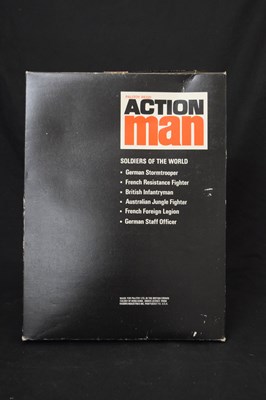 ACTION
man
SOLDIERS OF THE WORLD
• German Stormtrooper
• French Resistance Fighter
• British Infantryman
• Australian Jungle Fighter
• French Foreign Legion
• German Staff Officer